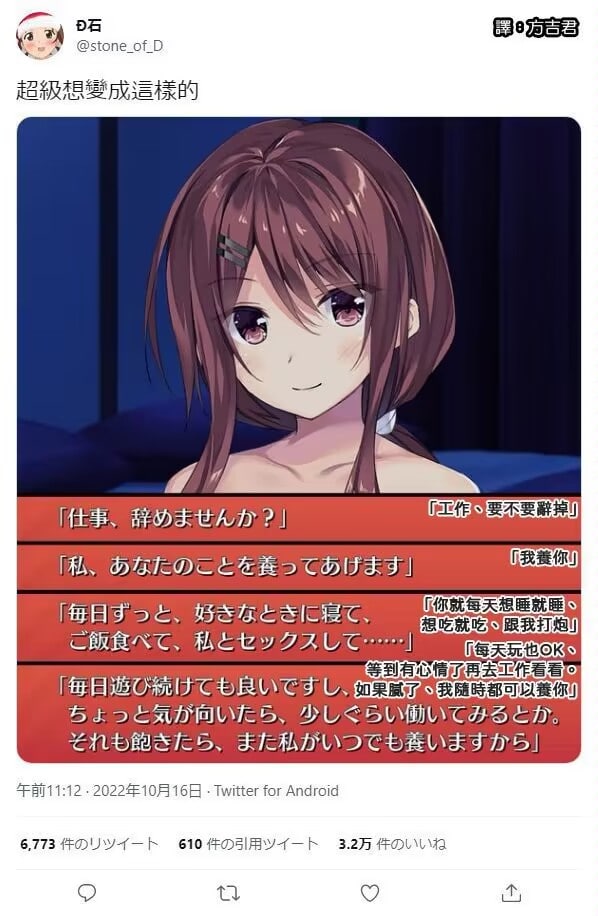 Ð石
@stone_of_D
譯θ方吉君
超級想變成這樣的
「仕事、辞めませんか？」
「工作、要不要辭掉」
「私、あなたのことを養ってあげます」
「我養你」
「毎日ずっと、好きなときに寝て、
ご飯食べて、私とセックスして……」
「你就每天想睡就睡、
想吃就吃、跟我打炮」
「毎日遊び続けても良いですし、
ちょっと気が向いたら、少しぐらい働いてみるとか。
それも飽きたら、また私がいつでも養いますから」
「每天玩也OK、
等到有心情了再去工作看看。
如果膩了、我隨時都可以養你」
午前11:12 · 2022年10月16日 · Twitter for Android
6,773 件のリツイート 610 件の引用ツイート 3.2万 件のいいね